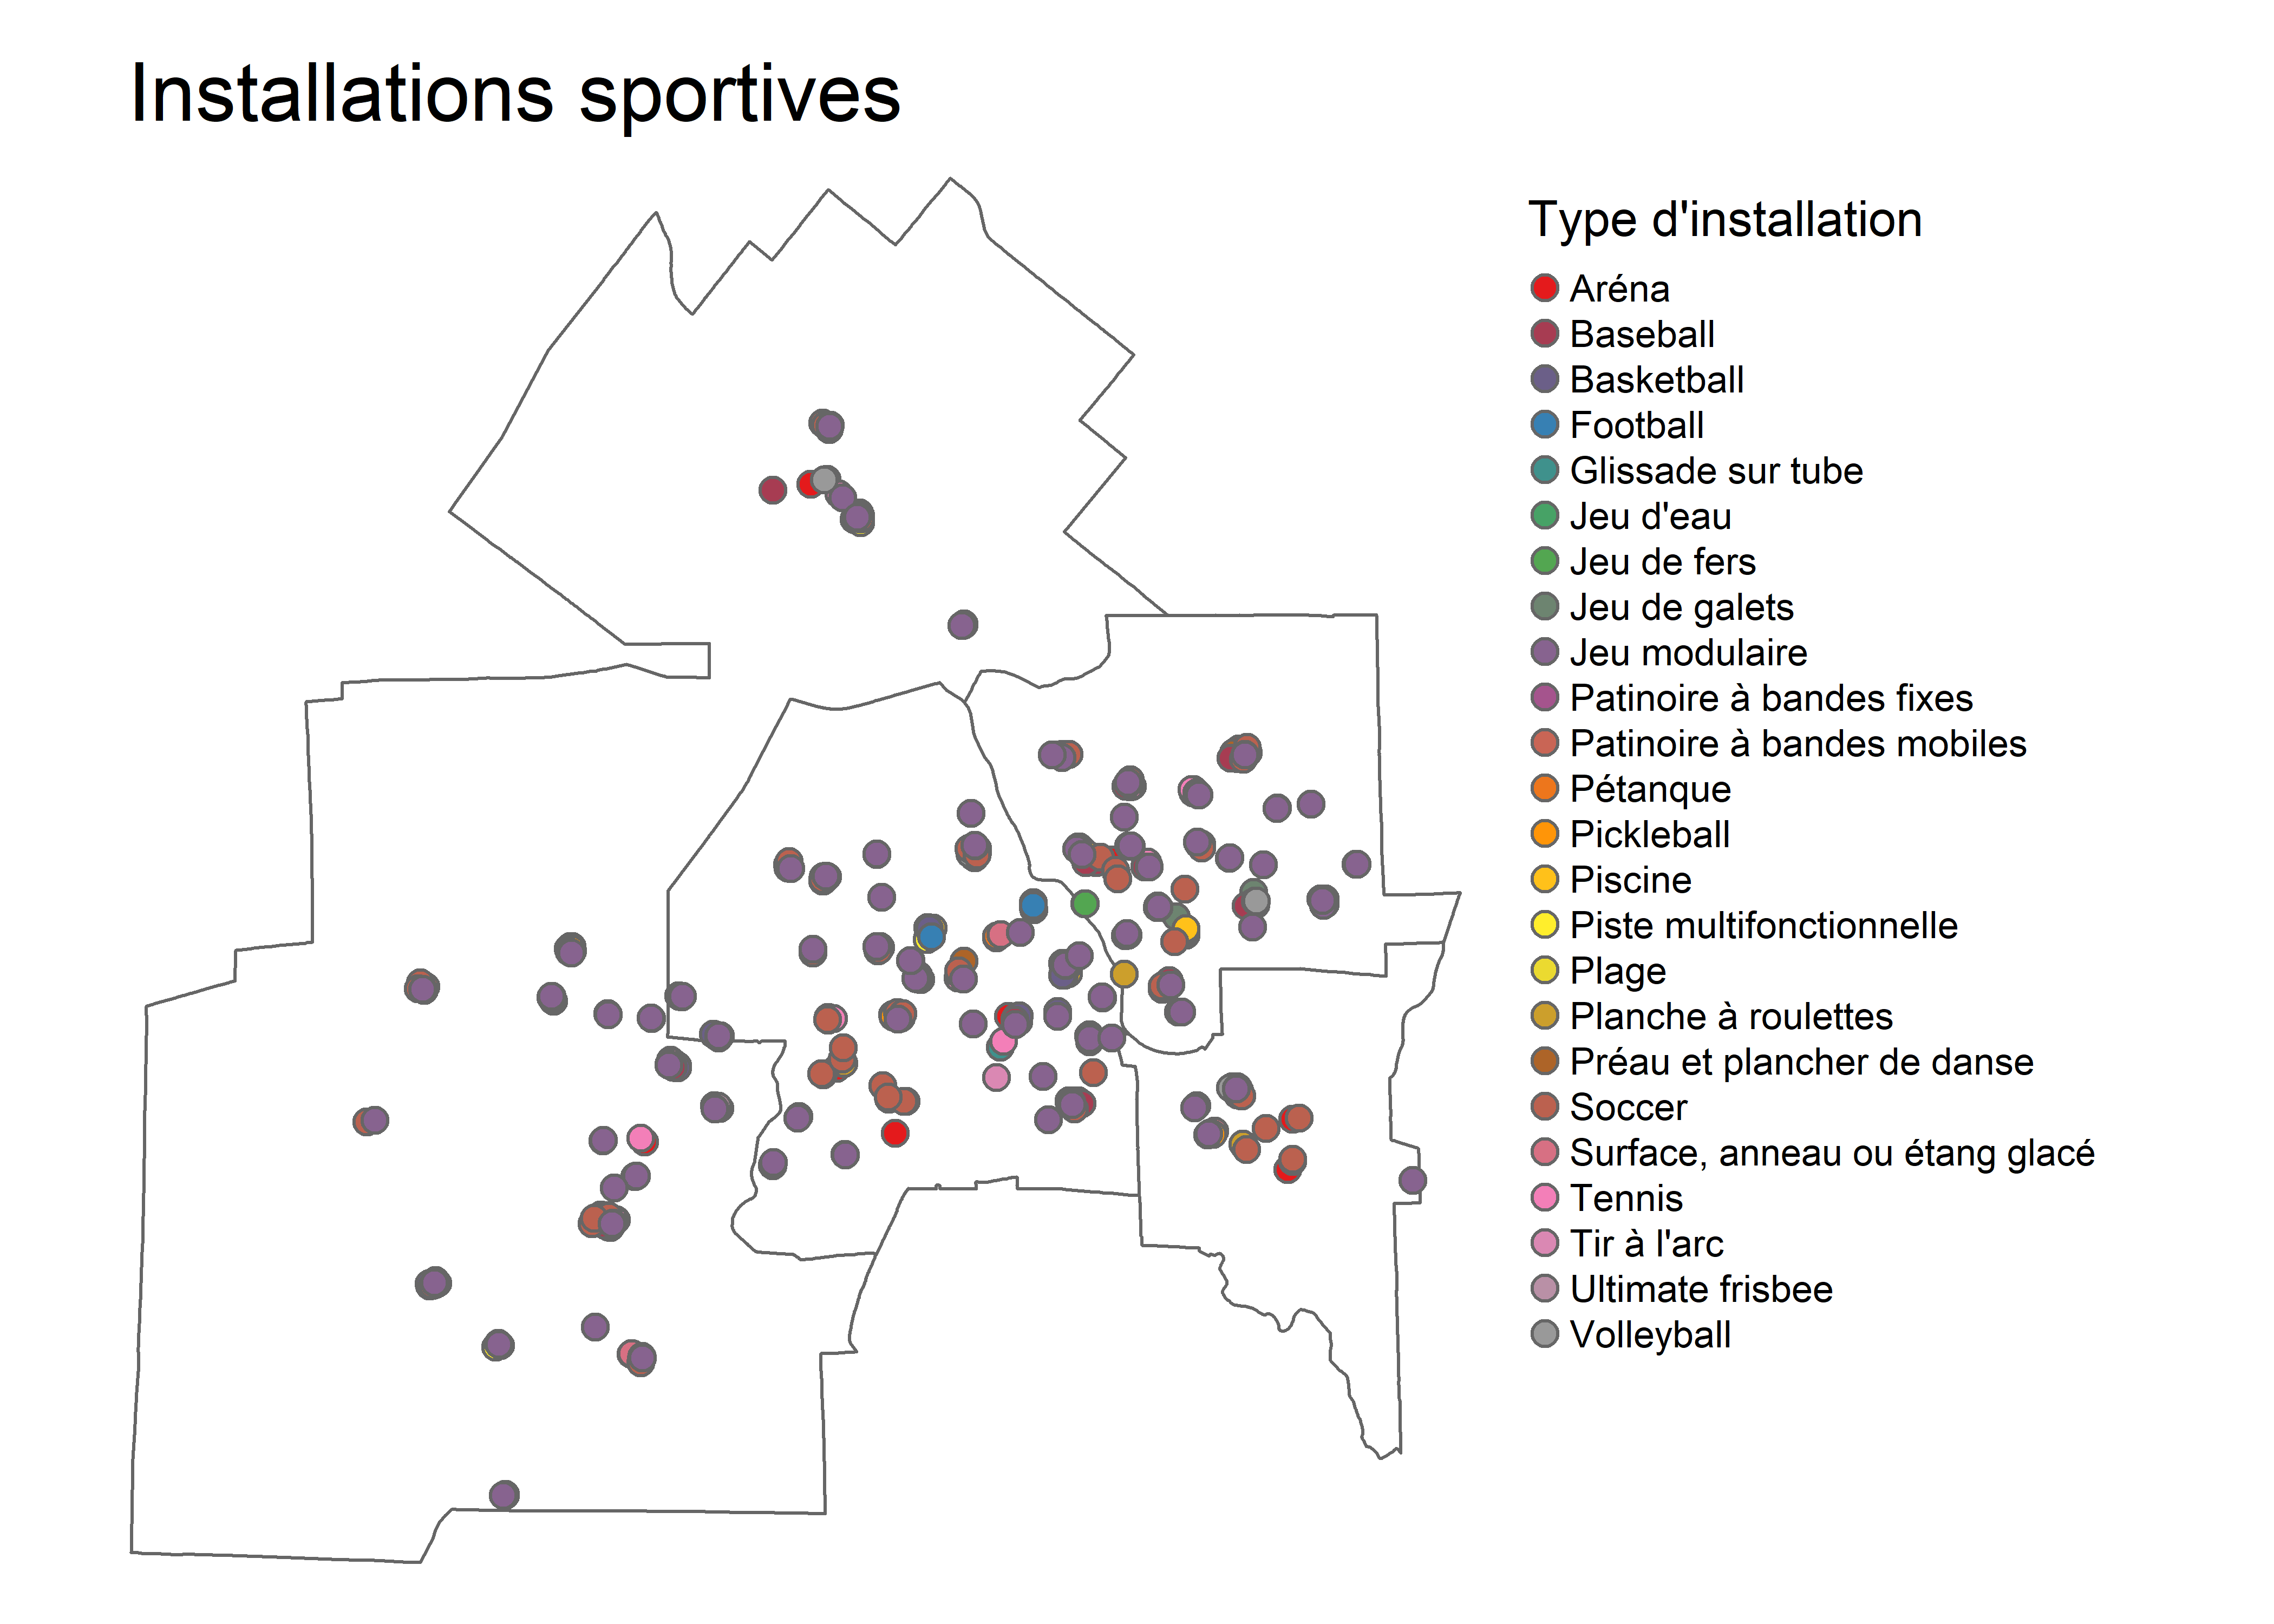 Installations sportives
Type d'installation
Aréna
Baseball
Basketball
Football
Glissade sur tube
Jeu d'eau
Jeu de fers
Jeu de galets
Jeu modulaire
Patinoire à bandes fixes
Patinoire à bandes mobiles
Pétanque
Pickleball
Piscine
Piste multifonctionnelle
Plage
Planche à roulettes
Préau et plancher de danse
Soccer
Surface, anneau ou étang glacé
Tennis
Tir à l'arc
Ultimate frisbee
Volleyball